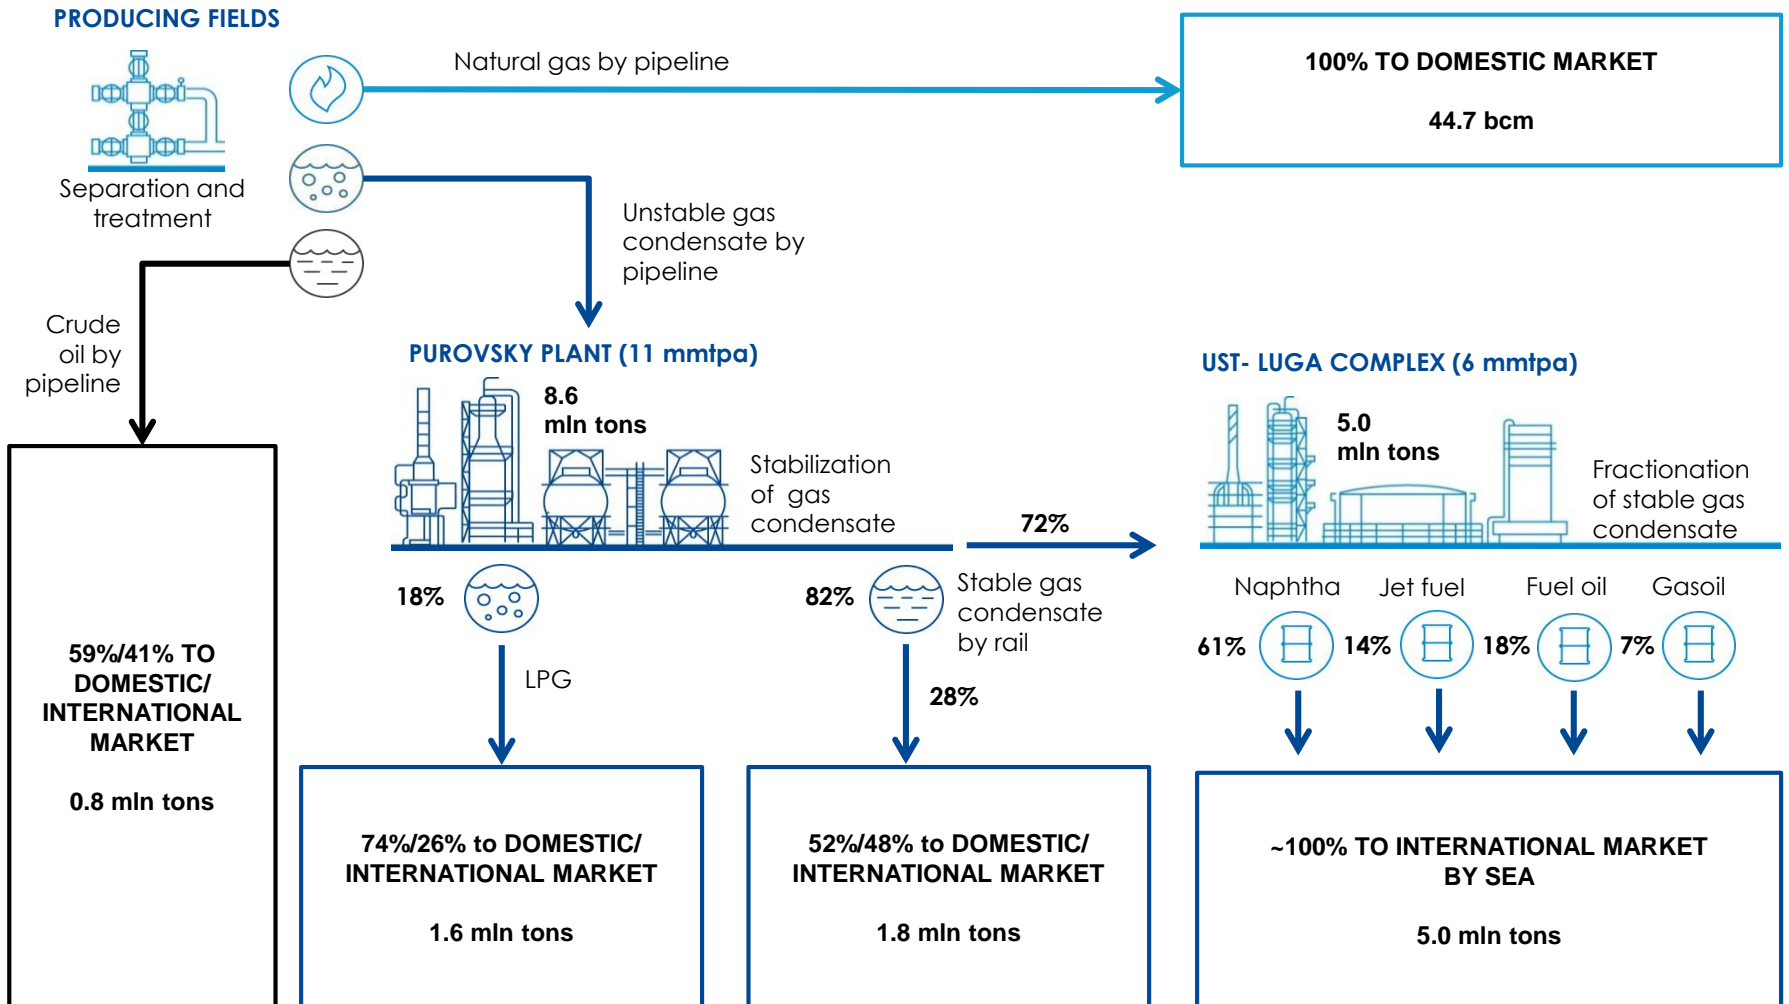 PRODUCING FIELDS
Separation and
treatment
Natural gas by pipeline
100% TO DOMESTIC MARKET
44.7 bcm
Unstable gas
condensate by
pipeline
Crude
oil by
pipeline
59%/41% TO
DOMESTIC/
INTERNATIONAL
MARKET
0.8 mln tons
PUROVSKY PLANT (11 mmtpa)
8.6
mln tons
Stabilization
of gas
condensate
72%
18%
LPG
82%
Stable gas
condensate
by rail
28%
74%/26% to DOMESTIC/
INTERNATIONAL MARKET
1.6 mln tons
52%/48% to DOMESTIC/
INTERNATIONAL MARKET
1.8 mln tons
UST- LUGA COMPLEX (6 mmtpa)
5.0
mln tons
Fractionation
of stable gas
condensate
Naphtha
Jet fuel
Fuel oil
Gasoil
61%
14%
18%
7%
~100% TO INTERNATIONAL MARKET
BY SEA
5.0 mln tons